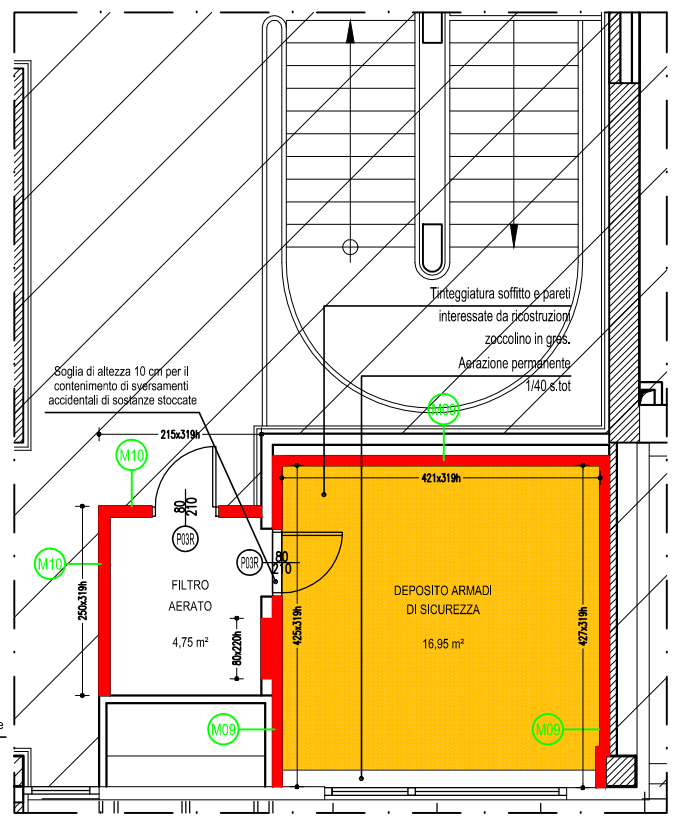 Tinteggiatura soffitto e pareti
interessate da ricostruzioni
zoccolino in gres.
Aerazione permanente
1/40 s.tot
Soglia di altezza 10 cm per il
contenimento di sversamenti
accidentali di sostanze stoccate
M09
215x319h
M10
421x319h
80
210
P03R
M10
P03R
80
210
FILTRO
AERATO
4,75 m²
250x319h
80x220h
425x319h
DEPOSITO ARMADI
DI SICUREZZA
16,95 m²
427x319h
M09
M09
e